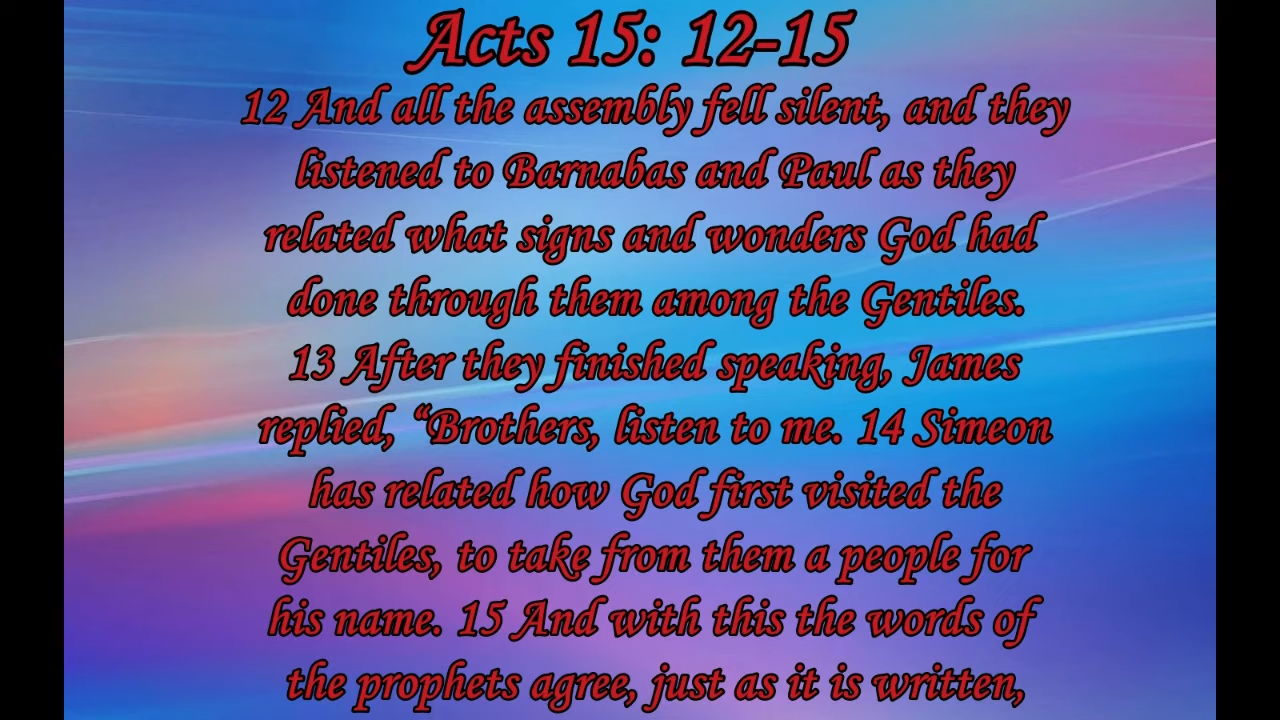 Acts 15: 12-15
12 And all the assembly fell silent, and they
listened to Barnabas and Paul as they
related what signs and wonders God had
done through them among the Gentiles.
13 After they finished speaking, James
replied, “Brothers, listen to me. 14 Simeon
has related how God first visited the
Gentiles, to take from them a people for
his name. 15 And with this the words of
the prophets agree, just as it is written,